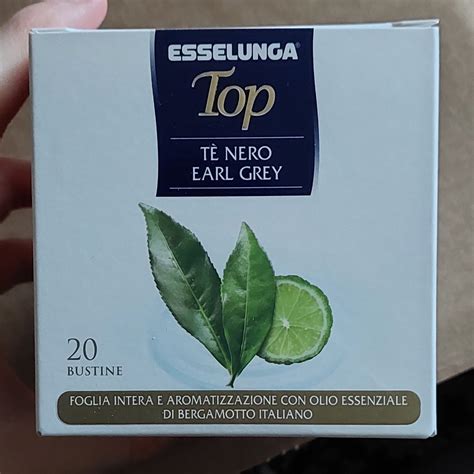 ESSELUNGA®
Top
TÈ NERO
EARL GREY
20
BUSTINE
FOGLIA INTERA E AROMATIZZAZIONE CON OLIO ESSENZIALE
DI BERGAMOTTO ITALIANO